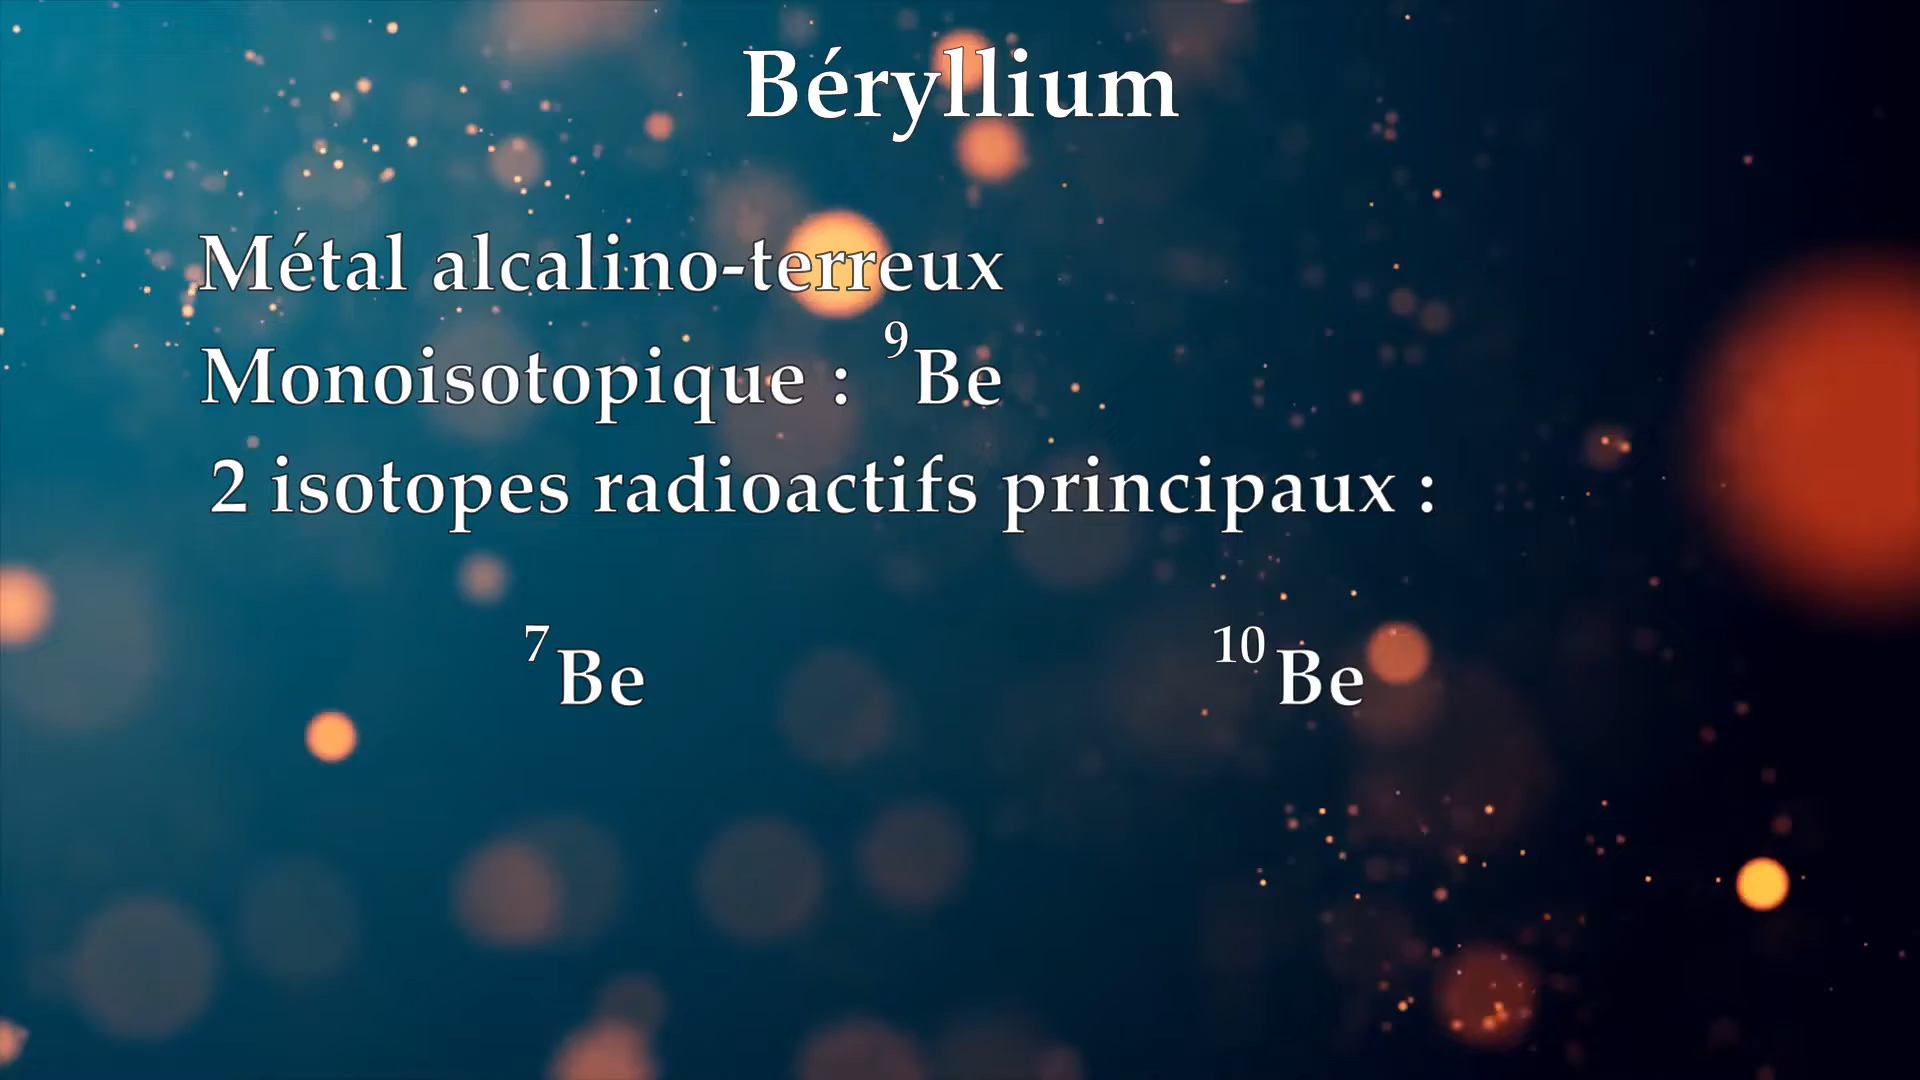 Béryllium
Métal alcalino-terreux
Monoisotopique : ⁹Be
2 isotopes radioactifs principaux :
⁷Be ¹⁰Be